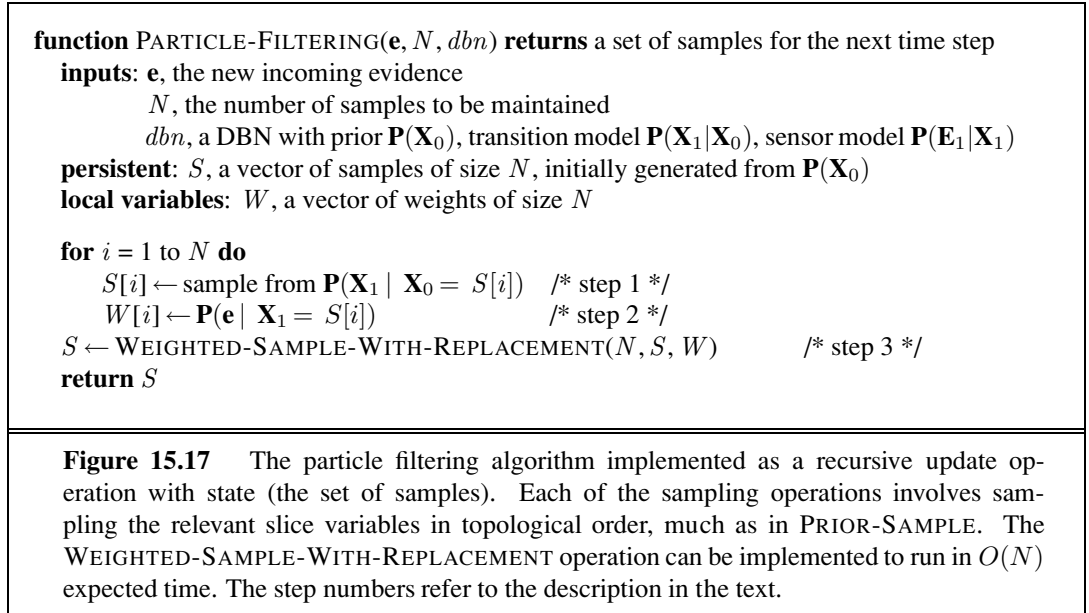 function PARTICLE-FILTERING(e, N, dbn) returns a set of samples for the next time step
inputs: e, the new incoming evidence
N, the number of samples to be maintained
dbn, a DBN with prior P(X₀), transition model P(X₁|X₀), sensor model P(E₁|X₁)
persistent: S, a vector of samples of size N, initially generated from P(X₀)
local variables: W, a vector of weights of size N
for i = 1 to N do
S[i] ← sample from P(X₁ | X₀ = S[i]) /* step 1 */
W[i] ← P(e | X₁ = S[i]) /* step 2 */
S ← WEIGHTED-SAMPLE-WITH-REPLACEMENT(N, S, W) /* step 3 */
return S
Figure 15.17 The particle filtering algorithm implemented as a recursive update op-
eration with state (the set of samples). Each of the sampling operations involves sam-
pling the relevant slice variables in topological order, much as in PRIOR-SAMPLE. The
WEIGHTED-SAMPLE-WITH-REPLACEMENT operation can be implemented to run in O(N)
expected time. The step numbers refer to the description in the text.